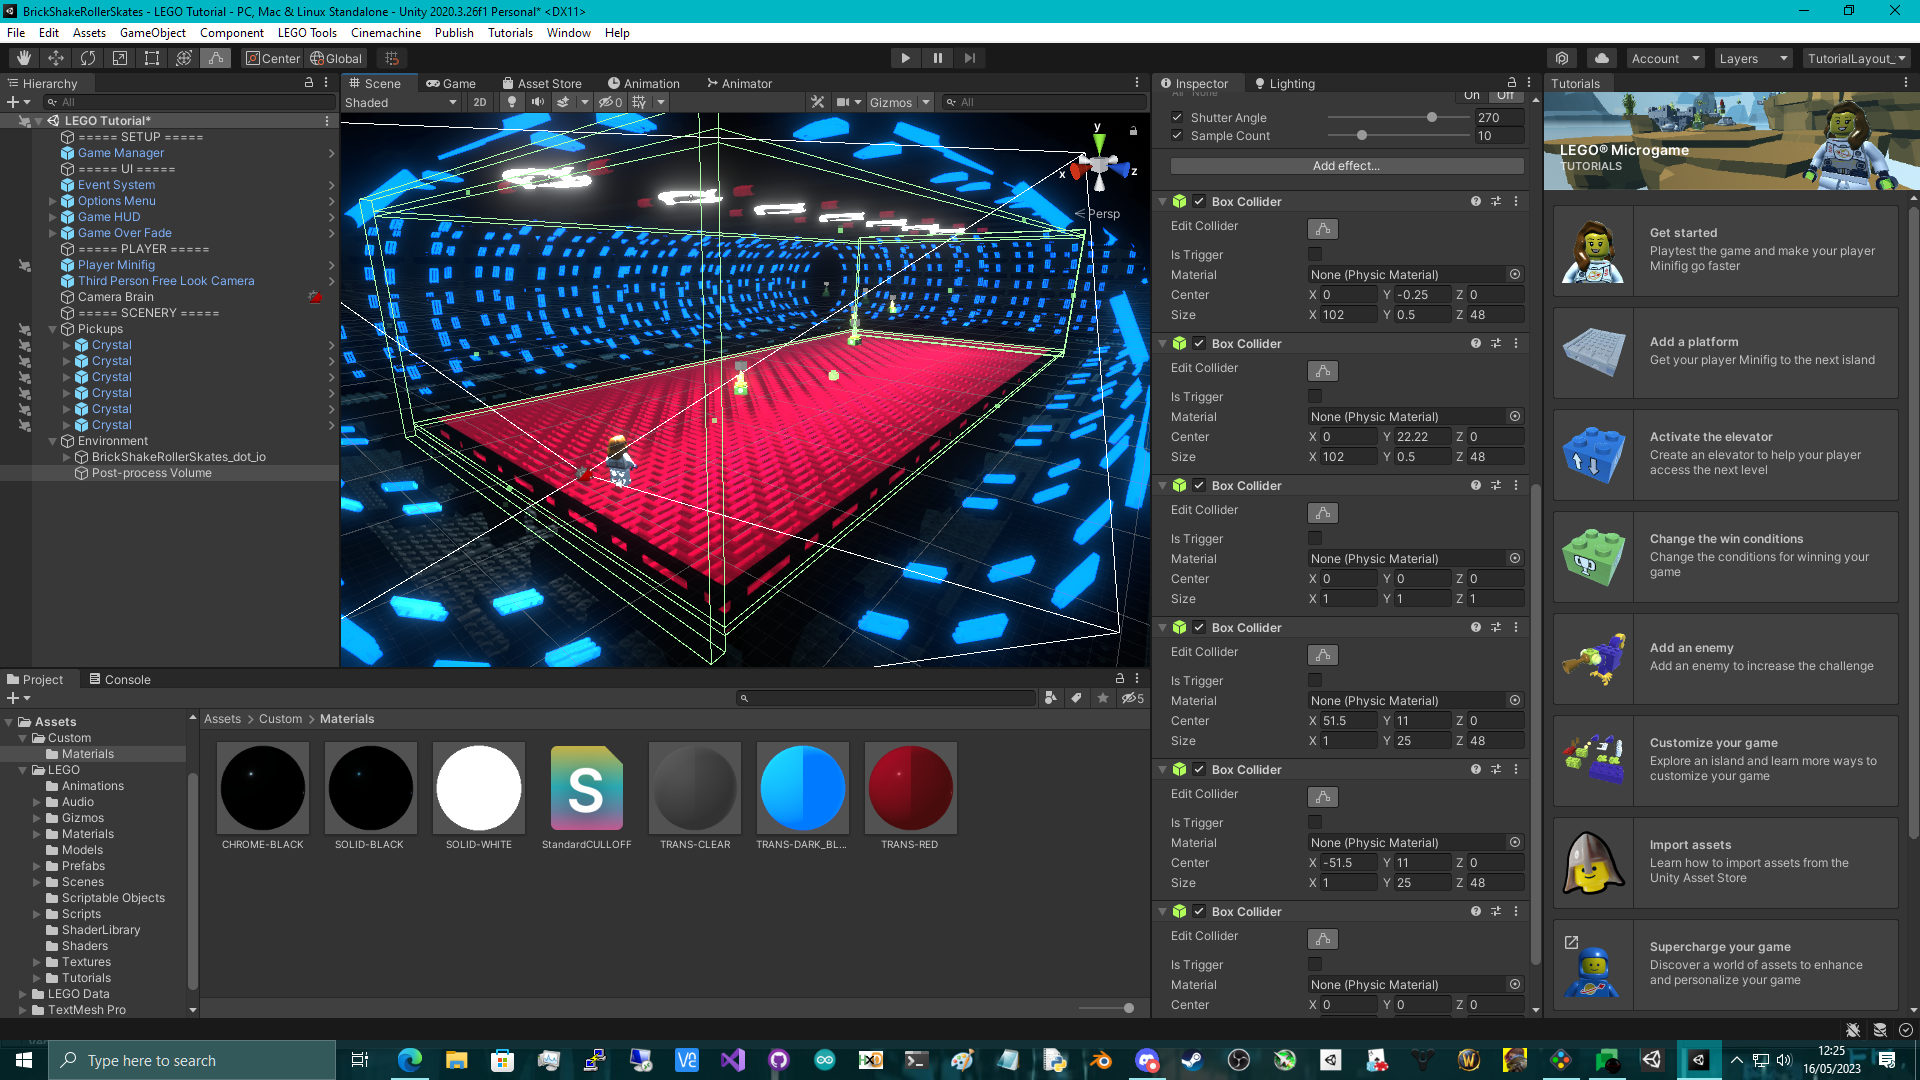 BrickShakeRollerSkates - LEGO Tutorial - PC, Mac & Linux Standalone - Unity 2020.3.26f1 Personal* <DX11>
File Edit Assets GameObject Component LEGO Tools Cinemachine Publish Tutorials Window Help
Center Global Account Layers TutorialLayout_
Hierarchy
All
LEGO Tutorial*
===== SETUP =====
Game Manager
===== UI =====
Event System
Options Menu
Game HUD
Game Over Fade
===== PLAYER =====
Player Minifig
Third Person Free Look Camera
Camera Brain
===== SCENERY =====
Pickups
Crystal
Crystal
Crystal
Crystal
Crystal
Crystal
Environment
BrickShakeRollerSkates_dot_io
Post-process Volume
Scene Game Asset Store Animation Animator
Shaded 2D 0 Gizmos All
y
x z
Persp
Inspector Lighting
All None On Off
Shutter Angle 270
Sample Count 10
Add effect...
Box Collider
Edit Collider
Is Trigger
Material None (Physic Material)
Center X 0 Y -0.25 Z 0
Size X 102 Y 0.5 Z 48
Box Collider
Edit Collider
Is Trigger
Material None (Physic Material)
Center X 0 Y 22.22 Z 0
Size X 102 Y 0.5 Z 48
Box Collider
Edit Collider
Is Trigger
Material None (Physic Material)
Center X 0 Y 0 Z 0
Size X 1 Y 1 Z 1
Box Collider
Edit Collider
Is Trigger
Material None (Physic Material)
Center X 51.5 Y 11 Z 0
Size X 1 Y 25 Z 48
Box Collider
Edit Collider
Is Trigger
Material None (Physic Material)
Center X -51.5 Y 11 Z 0
Size X 1 Y 25 Z 48
Box Collider
Edit Collider
Is Trigger
Material None (Physic Material)
Center X 0 Y 0 Z 0
Tutorials
LEGO® Microgame
TUTORIALS
Get started
Playtest the game and make your player
Minifig go faster
Add a platform
Get your player Minifig to the next island
Activate the elevator
Create an elevator to help your player
access the next level
Change the win conditions
Change the conditions for winning your
game
Add an enemy
Add an enemy to increase the challenge
Customize your game
Explore an island and learn more ways to
customize your game
Import assets
Learn how to import assets from the
Unity Asset Store
Supercharge your game
Discover a world of assets to enhance
and personalize your game
Project Console
5
Assets
Custom
Materials
LEGO
Animations
Audio
Gizmos
Materials
Models
Prefabs
Scenes
Scriptable Objects
Scripts
ShaderLibrary
Shaders
Textures
Tutorials
LEGO Data
TextMesh Pro
Assets > Custom > Materials
S
CHROME-BLACK SOLID-BLACK SOLID-WHITE StandardCULLOFF TRANS-CLEAR TRANS-DARK_BL... TRANS-RED
Type here to search
12:25
16/05/2023